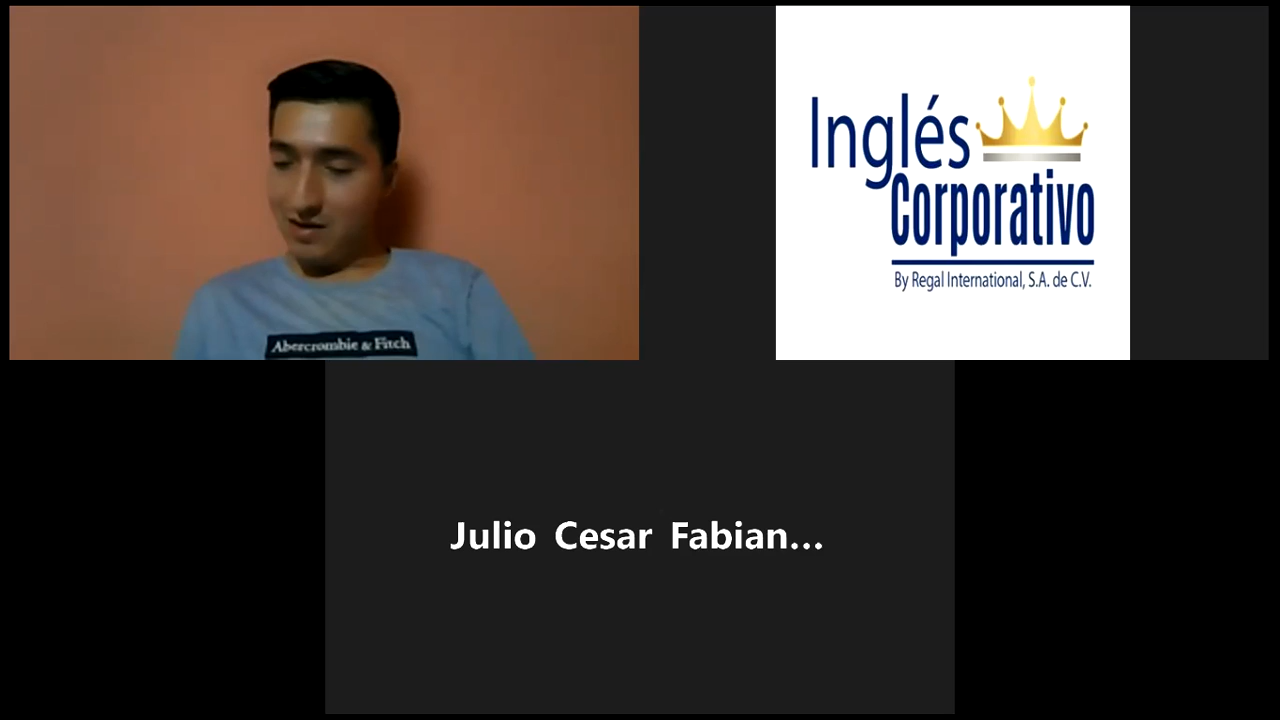 Abercrombie & Fitch
Inglés
Corporativo
By Regal International, S.A. de C.V.
Julio Cesar Fabian...